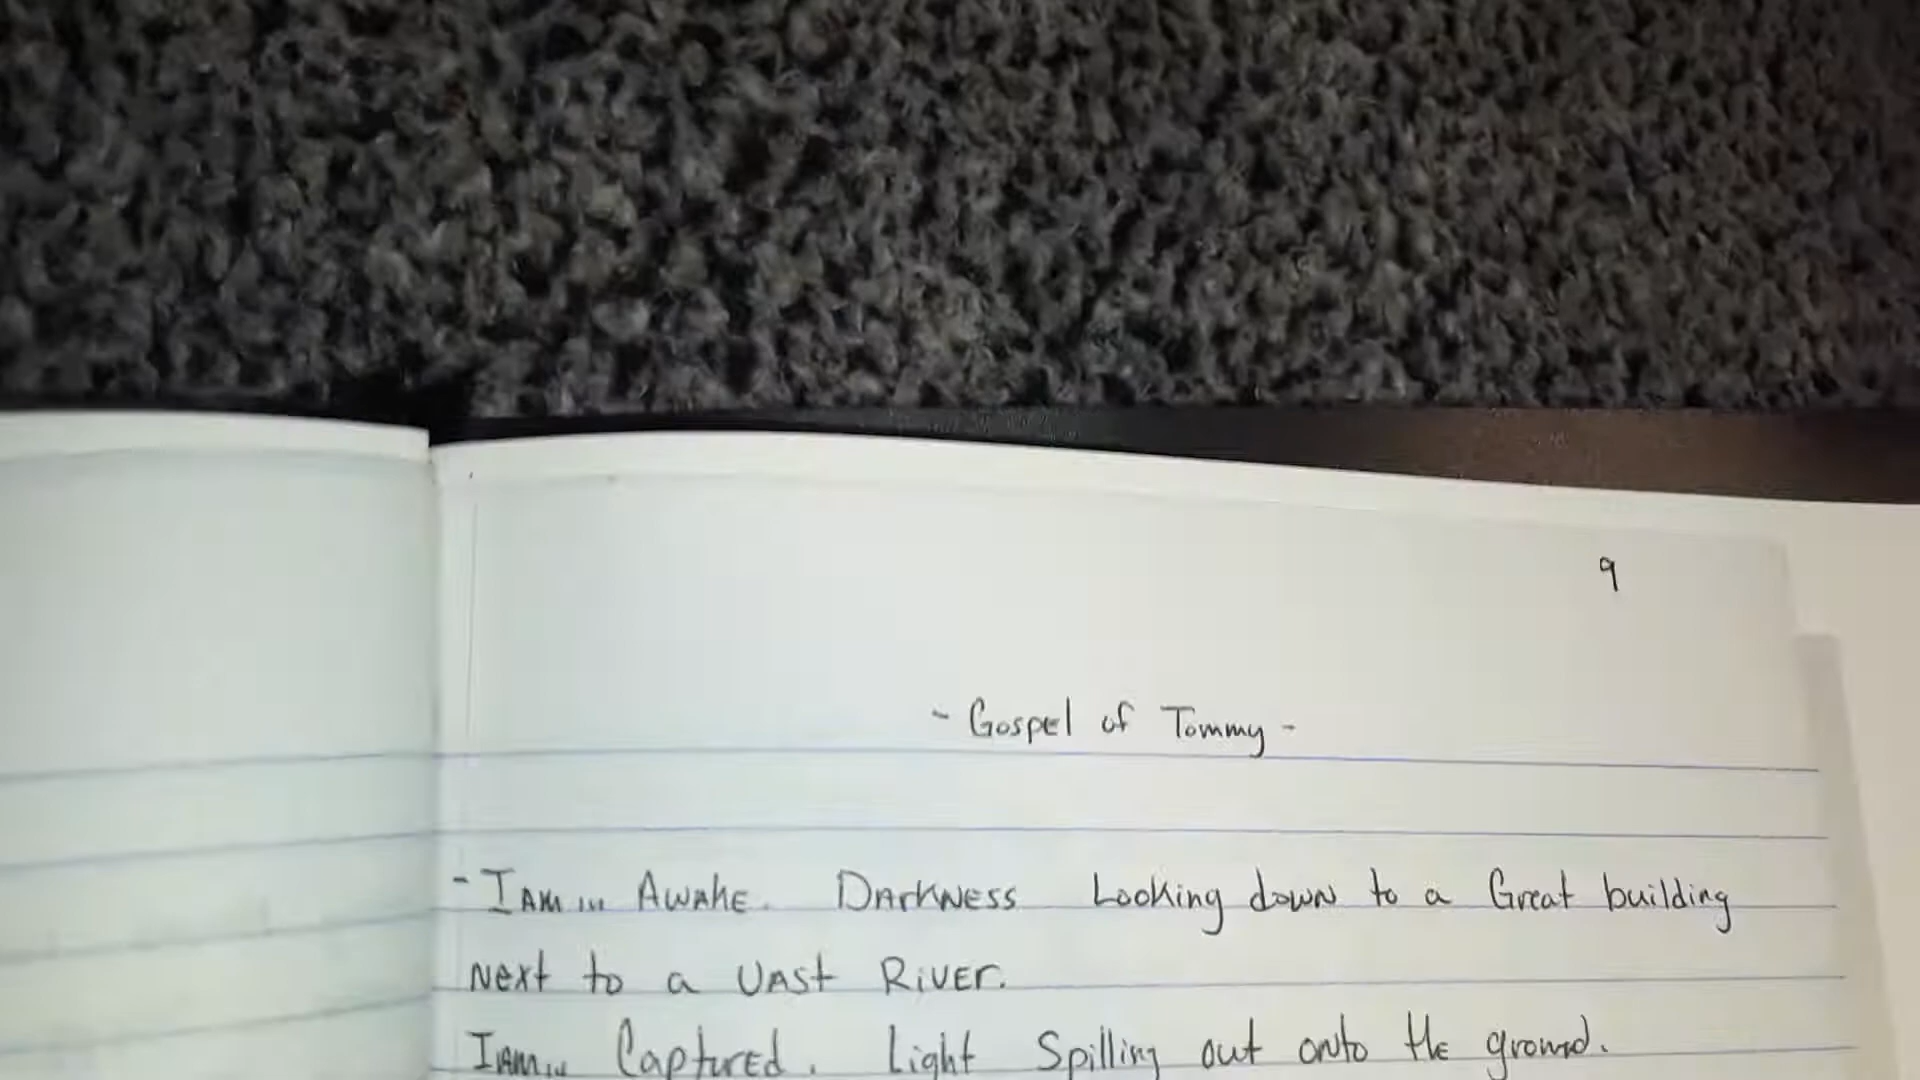 9
- Gospel of Tommy -
- I AM... AWAKE. DARKNESS Looking down to a Great building
Next to a VAST RIVER.
I AM... Captured. Light Spilling out onto the ground.